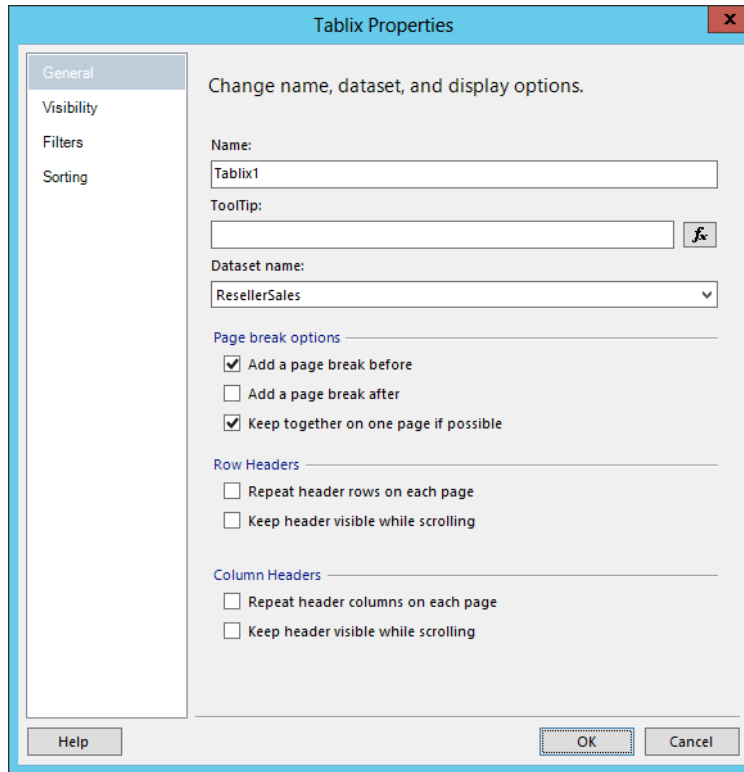 Tablix Properties
x
General
Visibility
Filters
Sorting
Change name, dataset, and display options.
Name:
Tablix1
ToolTip:
fx
Dataset name:
ResellerSales
Page break options
Add a page break before
Add a page break after
Keep together on one page if possible
Row Headers
Repeat header rows on each page
Keep header visible while scrolling
Column Headers
Repeat header columns on each page
Keep header visible while scrolling
Help
OK
Cancel